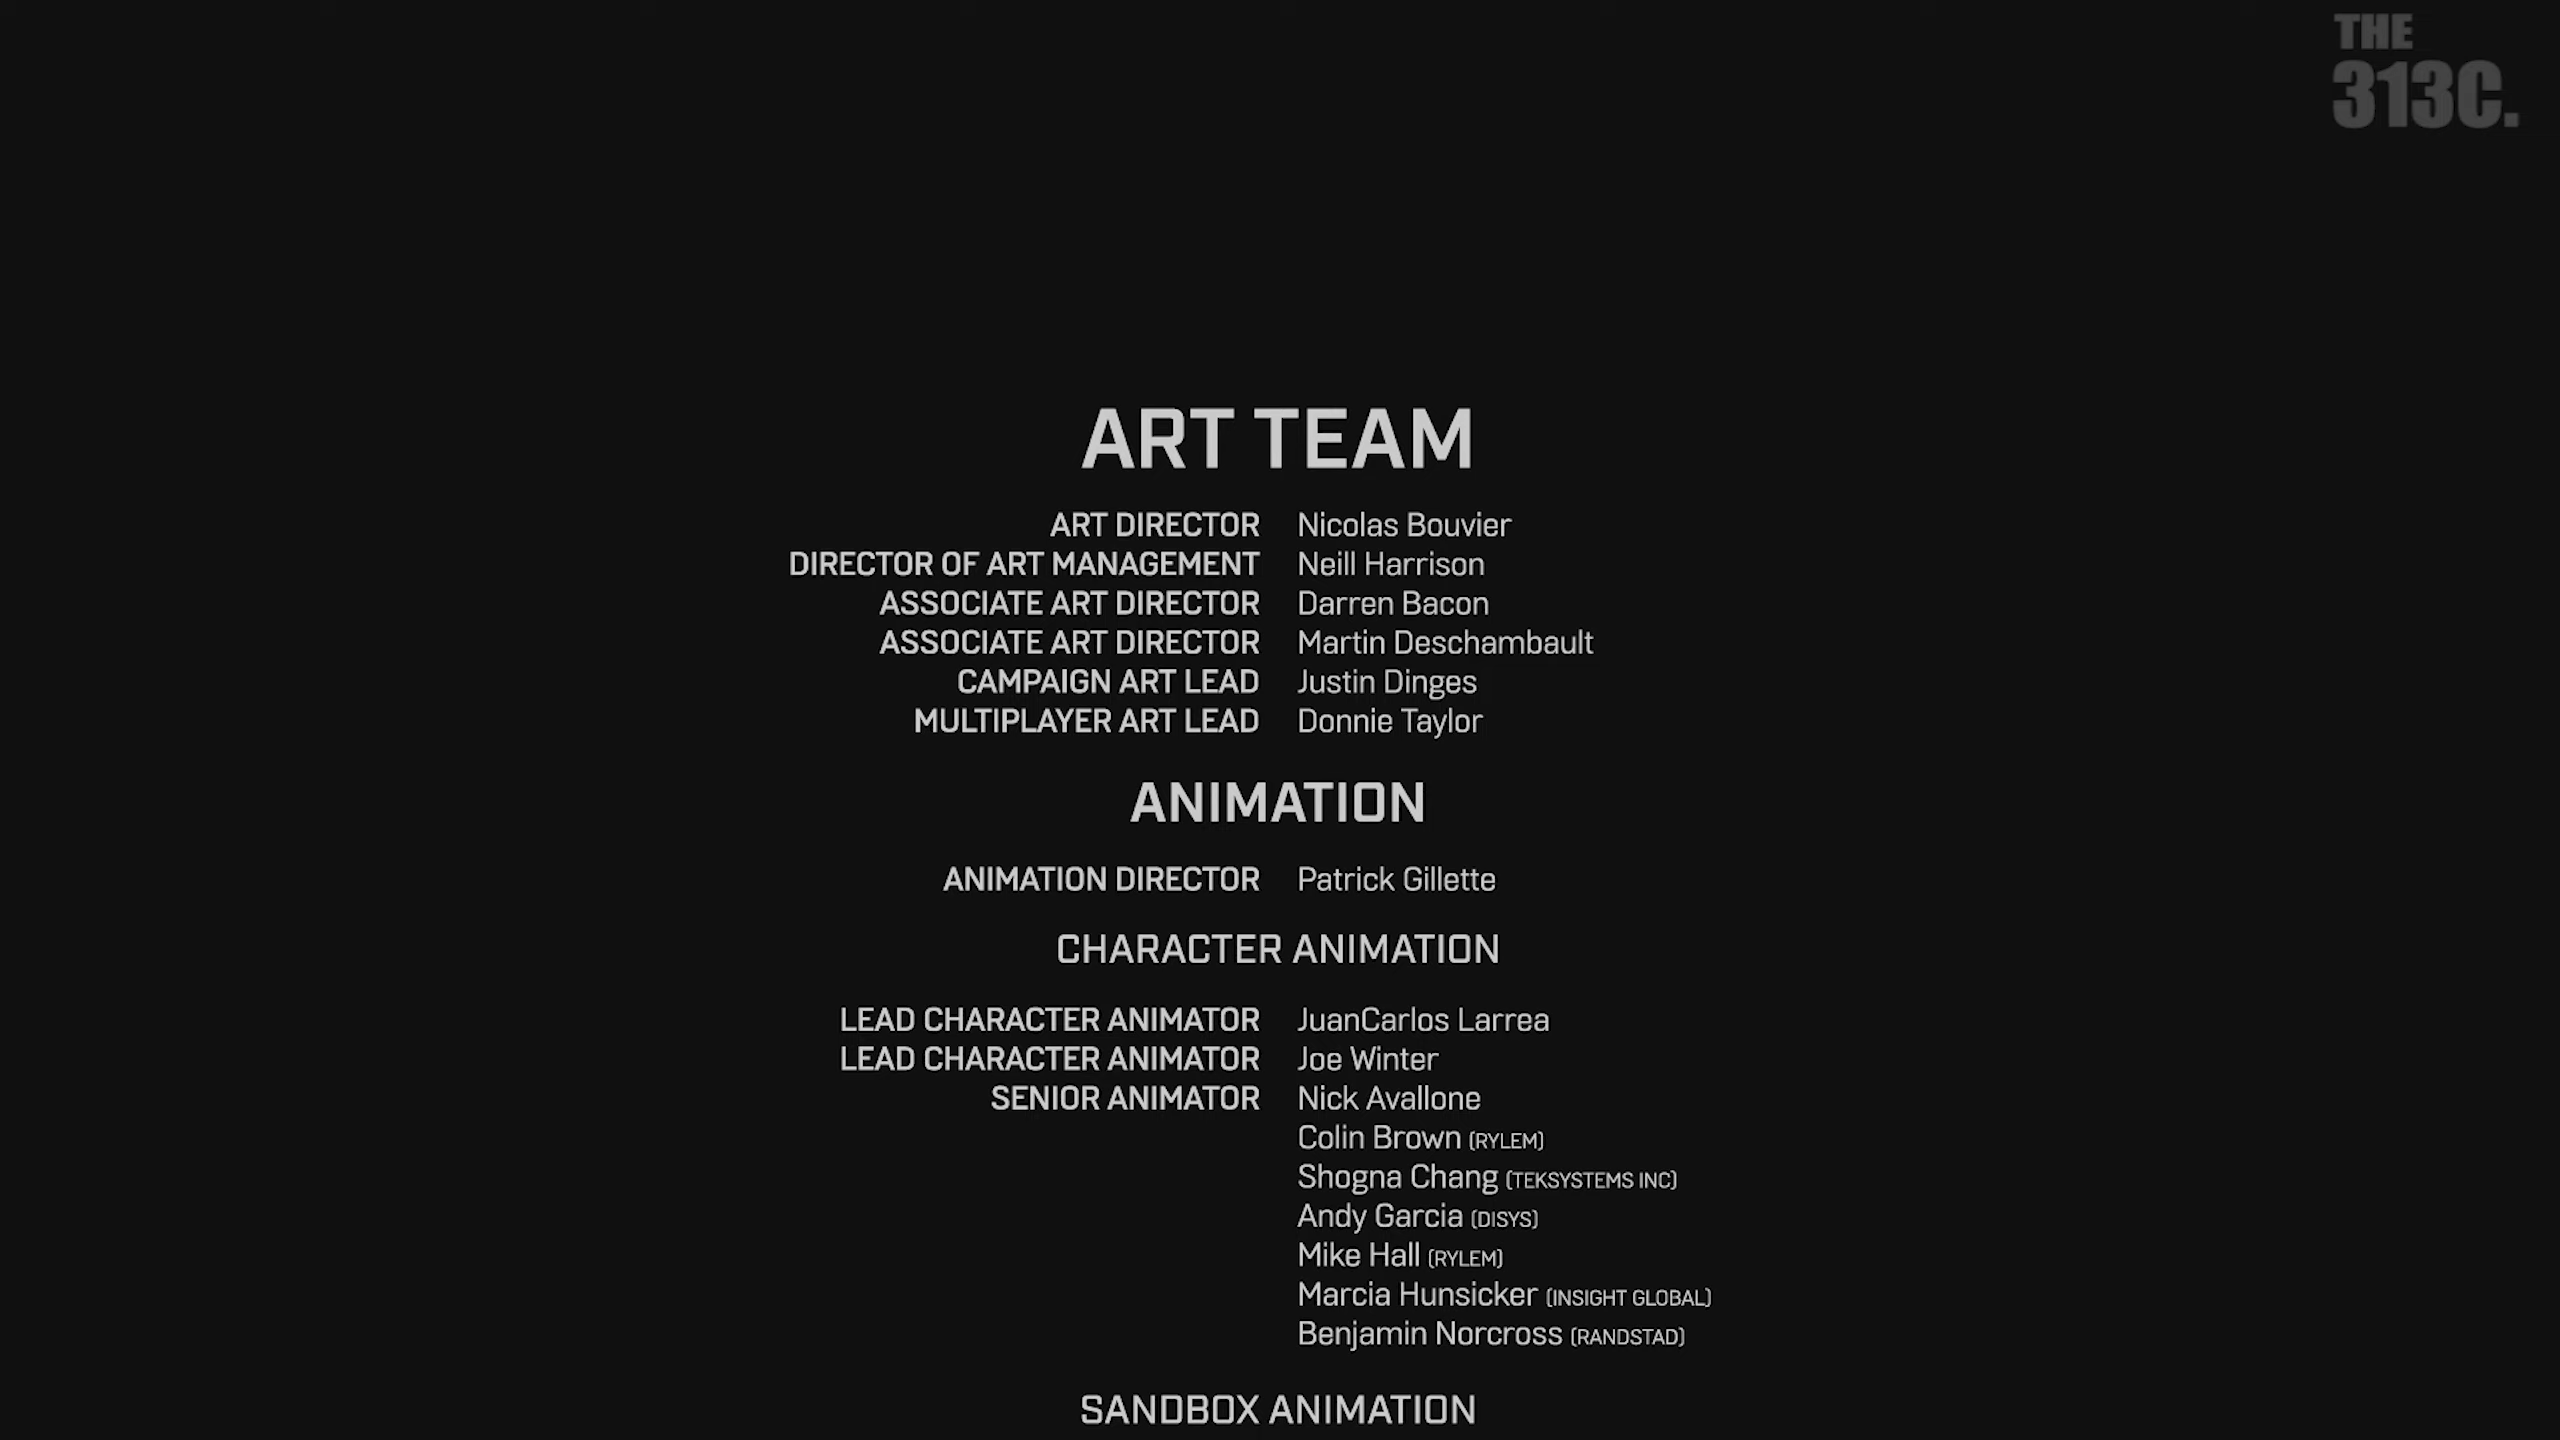 THE
313C.
ART TEAM
ART DIRECTOR Nicolas Bouvier
DIRECTOR OF ART MANAGEMENT Neill Harrison
ASSOCIATE ART DIRECTOR Darren Bacon
ASSOCIATE ART DIRECTOR Martin Deschambault
CAMPAIGN ART LEAD Justin Dinges
MULTIPLAYER ART LEAD Donnie Taylor
ANIMATION
ANIMATION DIRECTOR Patrick Gillette
CHARACTER ANIMATION
LEAD CHARACTER ANIMATOR JuanCarlos Larrea
LEAD CHARACTER ANIMATOR Joe Winter
SENIOR ANIMATOR Nick Avallone
Colin Brown (RYLEM)
Shogna Chang (TEKSYSTEMS INC)
Andy Garcia (DISYS)
Mike Hall (RYLEM)
Marcia Hunsicker (INSIGHT GLOBAL)
Benjamin Norcross (RANDSTAD)
SANDBOX ANIMATION